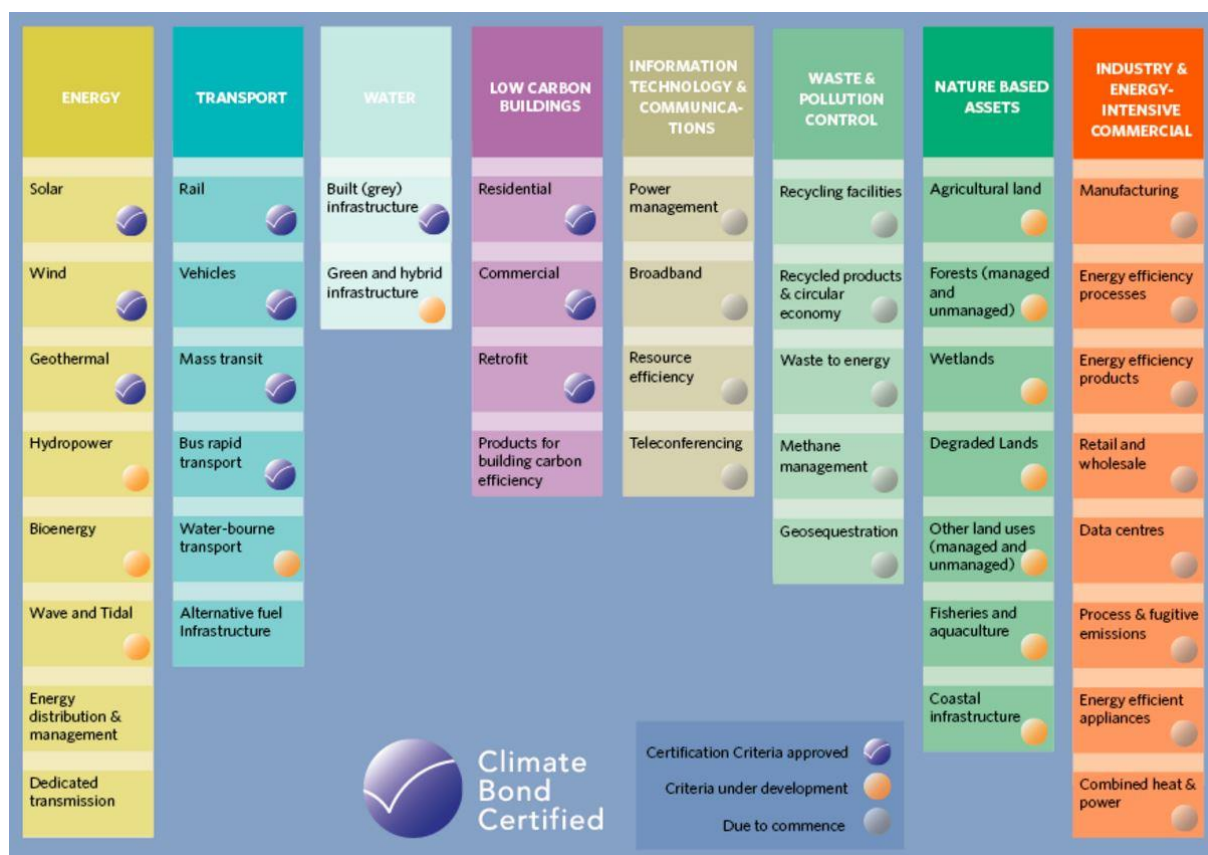 ENERGY
Solar
Wind
Geothermal
Hydropower
Bioenergy
Wave and Tidal
Energy
distribution &
management
Dedicated
transmission
TRANSPORT
Rail
Vehicles
Mass transit
Bus rapid
transport
Water-bourne
transport
Alternative fuel
Infrastructure
WATER
Built (grey)
infrastructure
Green and hybrid
infrastructure
LOW CARBON
BUILDINGS
Residential
Commercial
Retrofit
Products for
building carbon
efficiency
INFORMATION
TECHNOLOGY &
COMMUNICA-
TIONS
Power
management
Broadband
Resource
efficiency
Teleconferencing
WASTE &
POLLUTION
CONTROL
Recycling facilities
Recycled products
& circular
economy
Waste to energy
Methane
management
Geosequestration
NATURE BASED
ASSETS
Agricultural land
Forests (managed
and
unmanaged)
Wetlands
Degraded Lands
Other land uses
(managed and
unmanaged)
Fisheries and
aquaculture
Coastal
infrastructure
INDUSTRY &
ENERGY-
INTENSIVE
COMMERCIAL
Manufacturing
Energy efficiency
processes
Energy efficiency
products
Retail and
wholesale
Data centres
Process & fugitive
emissions
Energy efficient
appliances
Combined heat &
power
Climate
Bond
Certified
Certification Criteria approved
Criteria under development
Due to commence